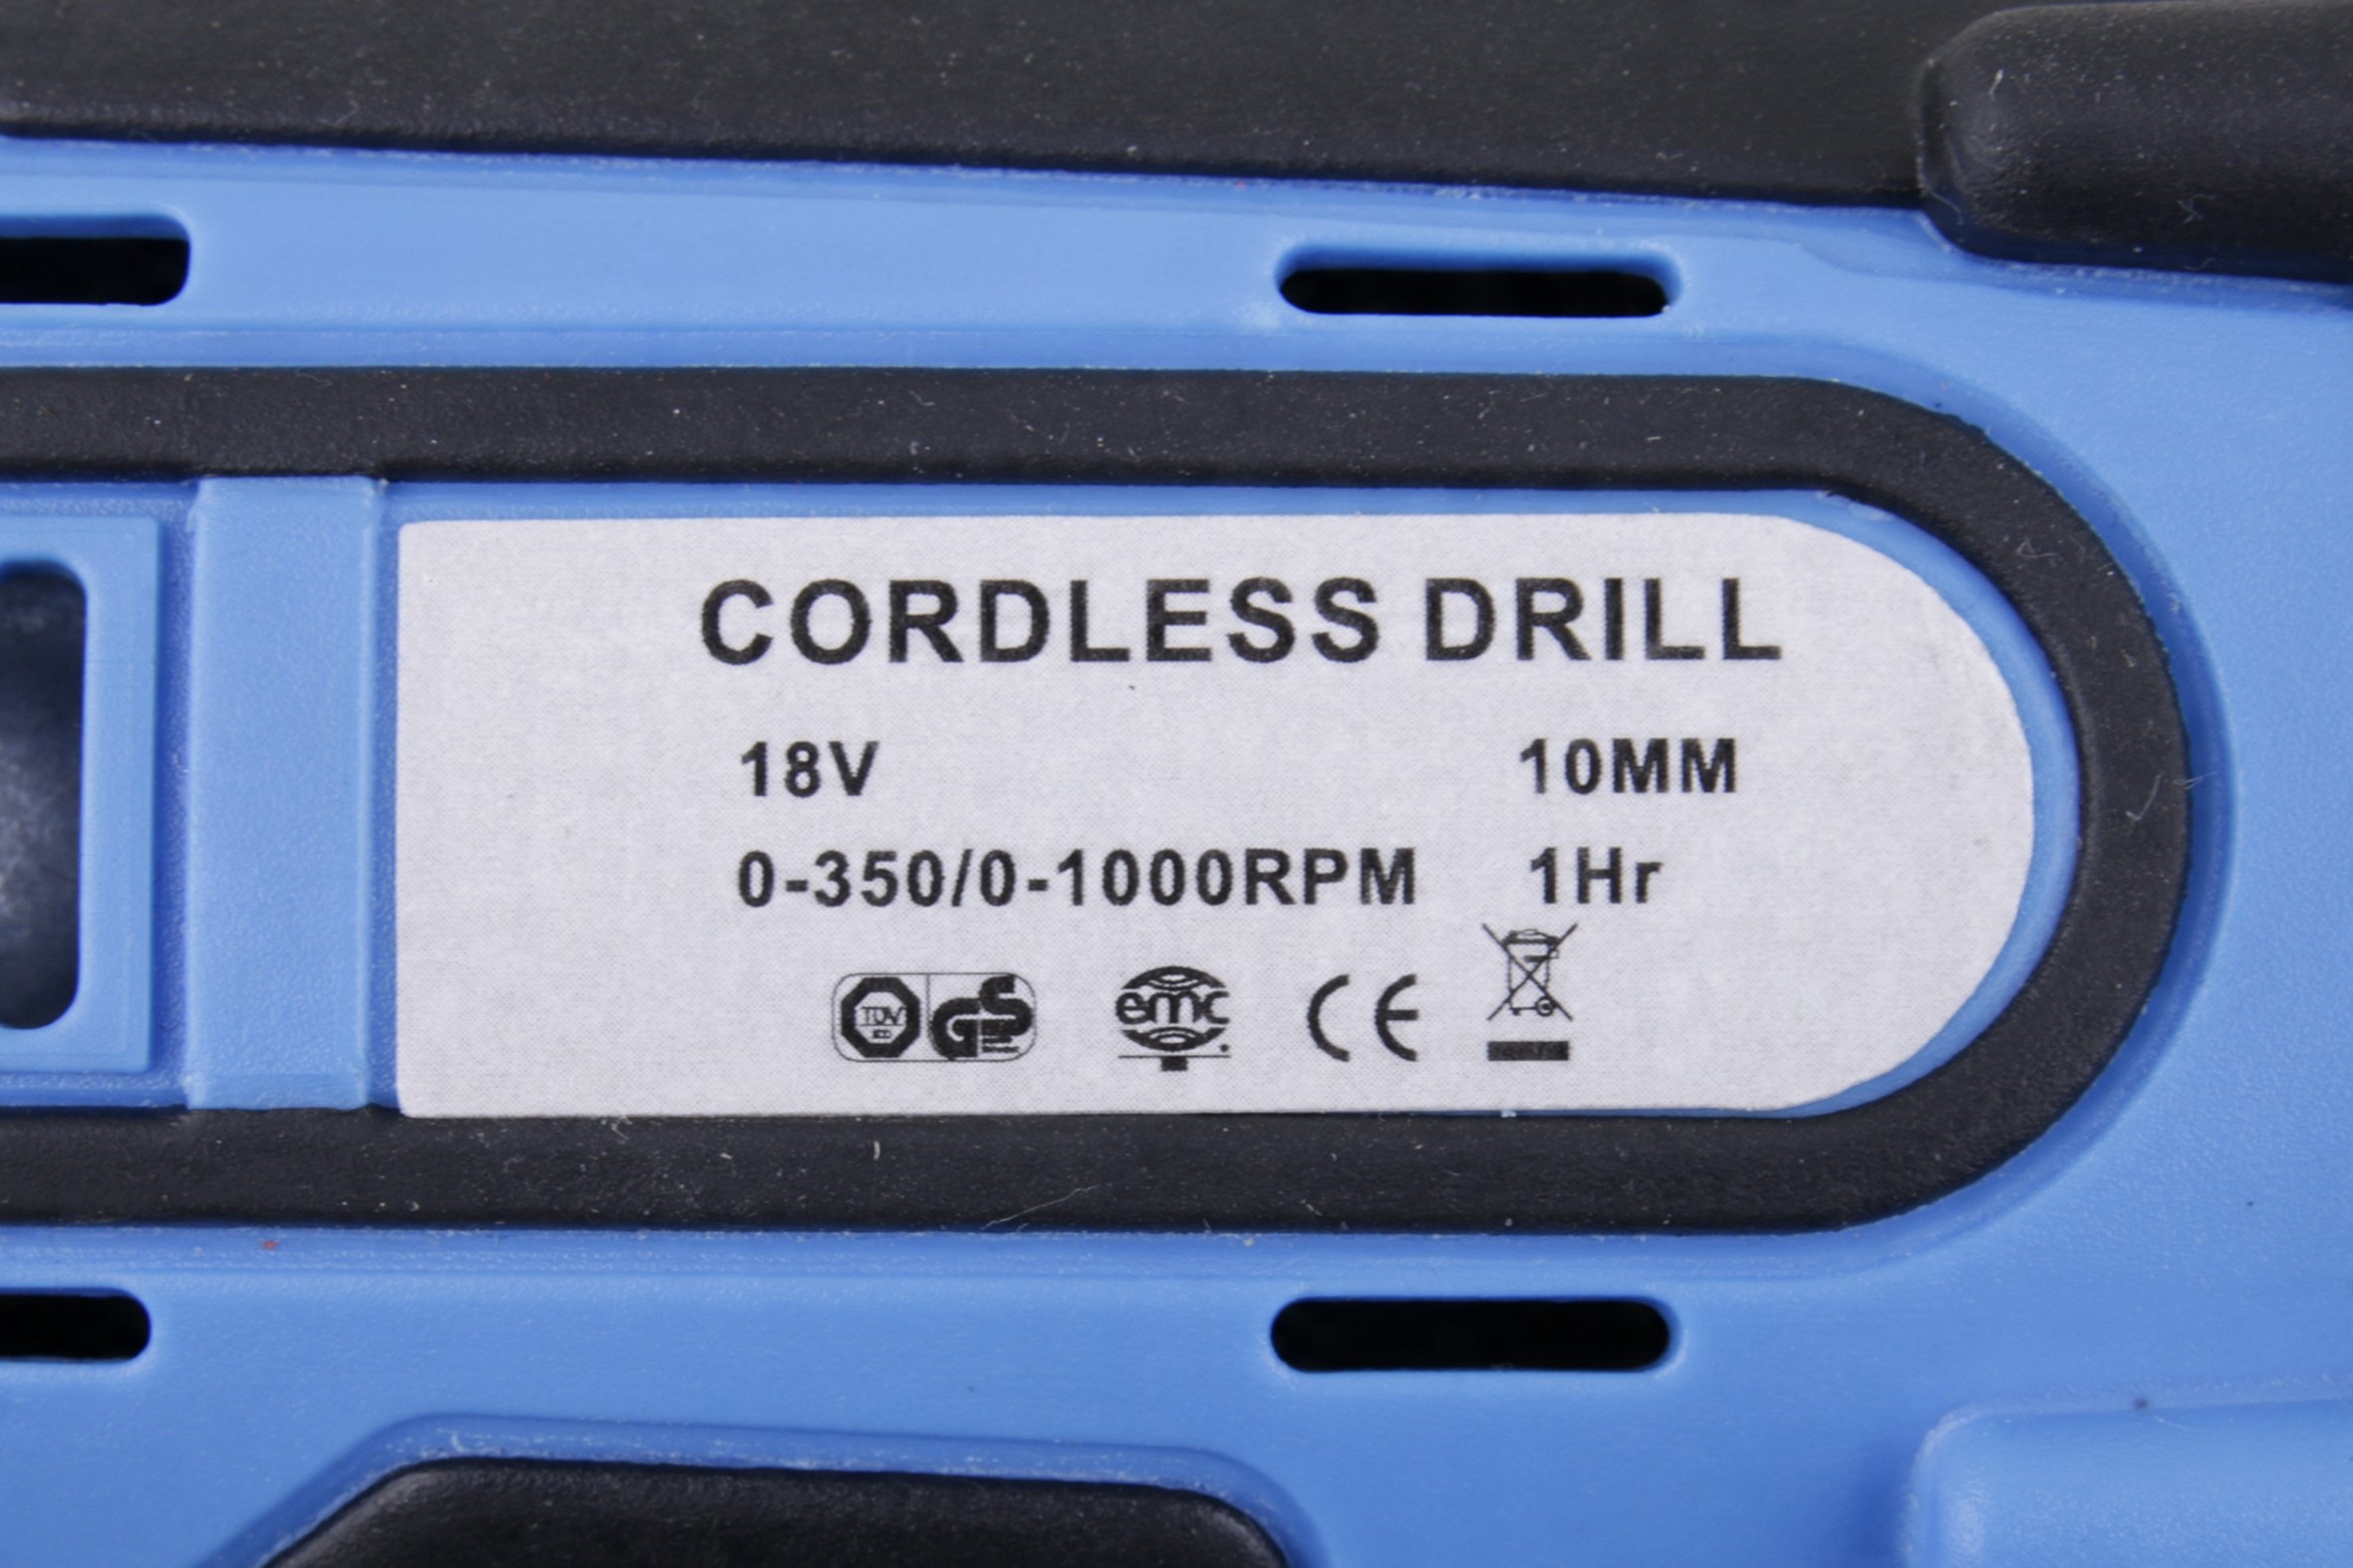 CORDLESS DRILL
18V 10MM
0-350/0-1000RPM 1Hr
TÜV GS emc CE